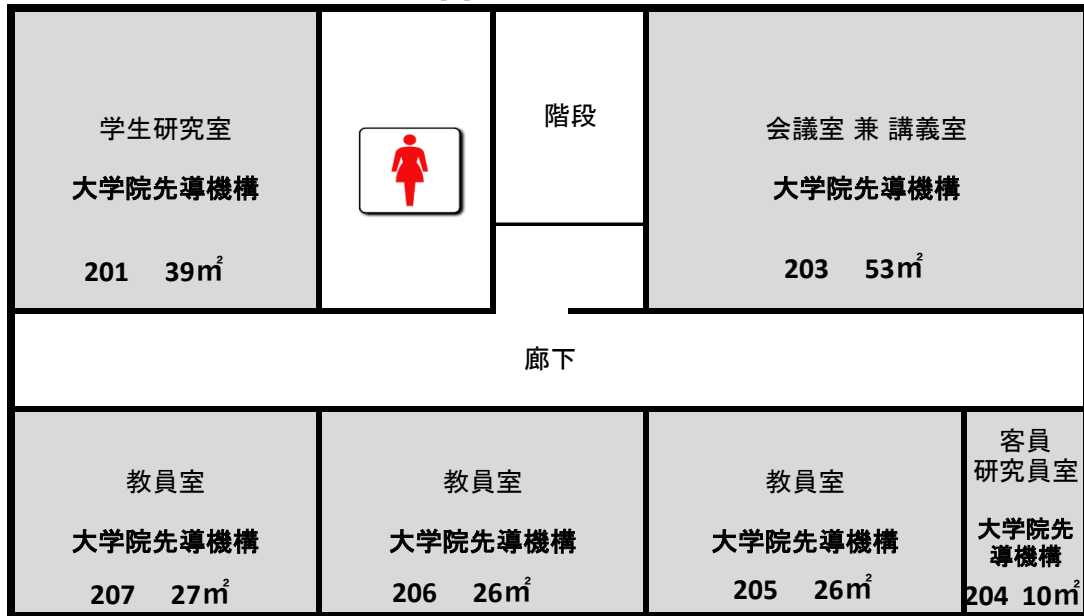 学生研究室
大学院先導機構
201 39㎡
階段
会議室 兼 講義室
大学院先導機構
203 53㎡
廊下
教員室
大学院先導機構
207 27㎡
教員室
大学院先導機構
206 26㎡
教員室
大学院先導機構
205 26㎡
客員
研究員室
大学院先
導機構
204 10㎡